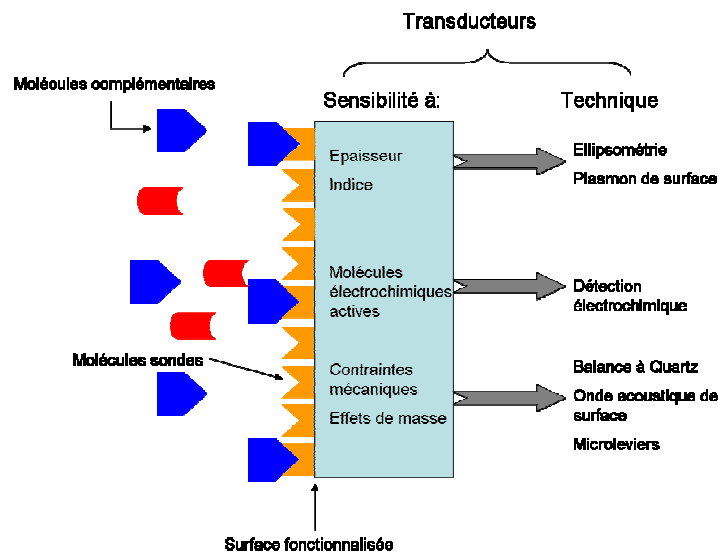 Transducteurs
Molécules complémentaires
Sensibilité à:
Technique
Epaisseur
Indice
Ellipsométrie
Plasmon de surface
Molécules
électrochimiques
actives
Détection
électrochimique
Molécules sondes
Contraintes
mécaniques
Effets de masse
Balance à Quartz
Onde acoustique de
surface
Microleviers
Surface fonctionnalisée